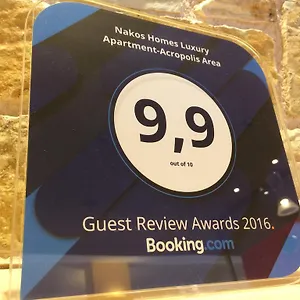 Nakos Homes Luxury
Apartment-Acropolis Area
9,9
out of 10
Guest Review Awards 2016.
Booking.com